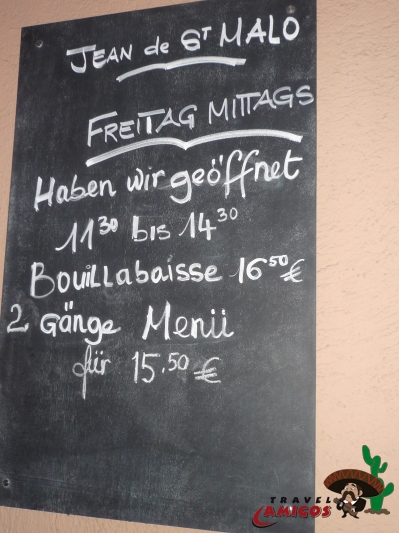 JEAN de ST MALO
FREITAG MITTAGS
Haben wir geöffnet
11 30 bis 14 30
Bouillabaisse 16 50 €
2 Gänge Menü
für 15.50 €
TRAVEL
AMIGOS